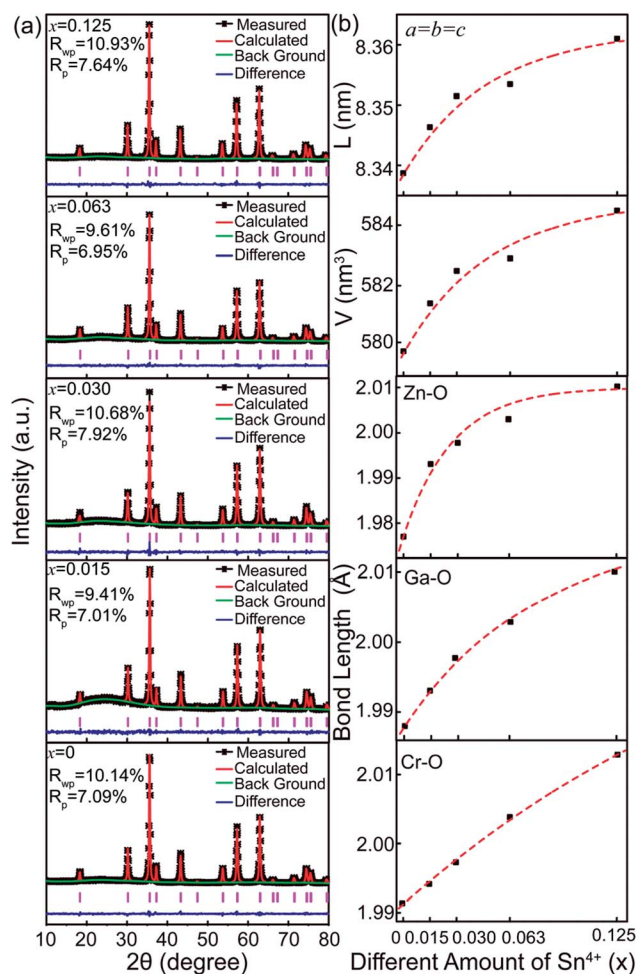 (a)
x=0.125
Rwp=10.93%
Rp=7.64%
Measured
Calculated
Back Ground
Difference
x=0.063
Rwp=9.61%
Rp=6.95%
Measured
Calculated
Back Ground
Difference
x=0.030
Rwp=10.68%
Rp=7.92%
Measured
Calculated
Back Ground
Difference
x=0.015
Rwp=9.41%
Rp=7.01%
Measured
Calculated
Back Ground
Difference
x=0
Rwp=10.14%
Rp=7.09%
Measured
Calculated
Back Ground
Difference
Intensity (a.u.)
10 20 30 40 50 60 70 80
2θ (degree)
(b)
a=b=c
8.36
8.35
8.34
L (nm)
584
582
580
V (nm³)
Zn-O
2.01
2.00
1.99
1.98
Ga-O
2.01
2.00
1.99
Bond Length (Å)
Cr-O
2.01
2.00
1.99
0 0.015 0.030 0.063 0.125
Different Amount of Sn⁴⁺ (x)